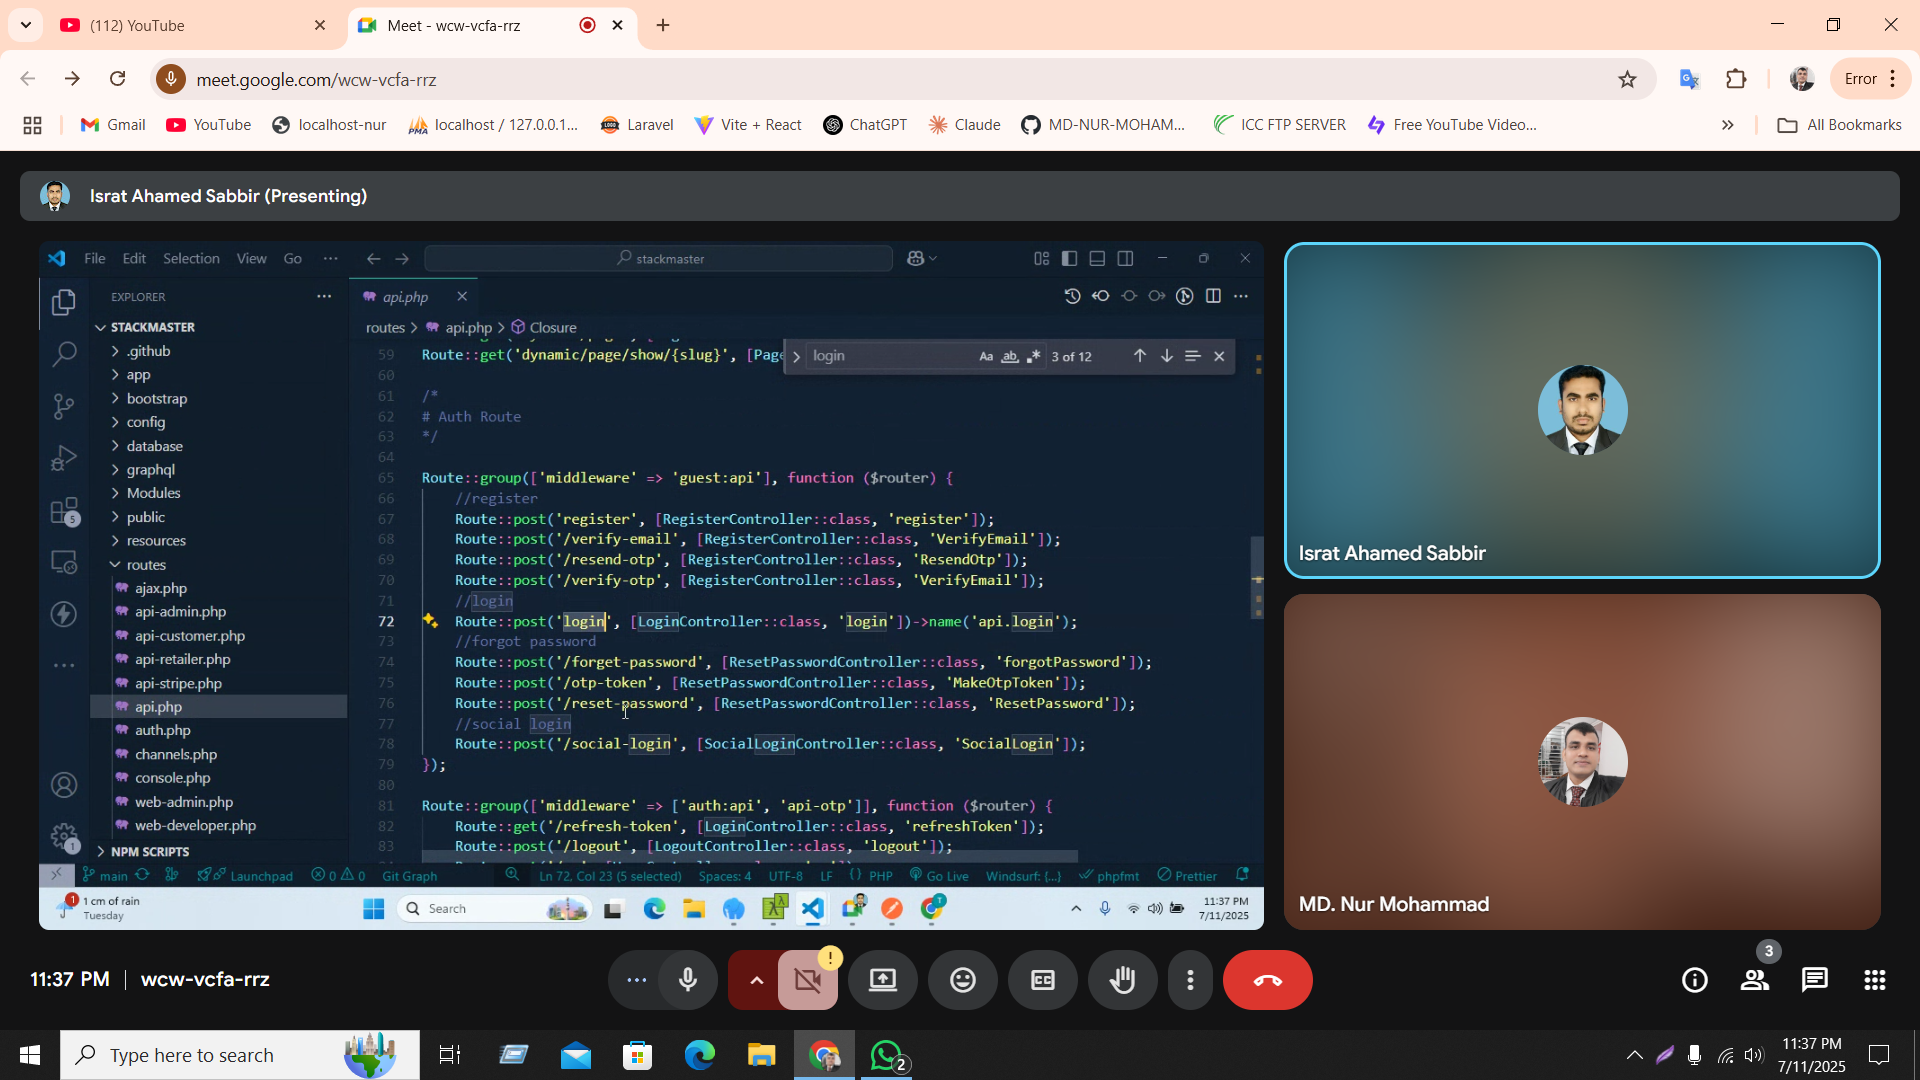 (112) YouTube
Meet - wcw-vcfa-rrz
meet.google.com/wcw-vcfa-rrz
Error
Gmail
YouTube
localhost-nur
PMA
localhost / 127.0.0.1...
Laravel
Vite + React
ChatGPT
Claude
MD-NUR-MOHAM...
ICC FTP SERVER
Free YouTube Video...
All Bookmarks
Israt Ahamed Sabbir (Presenting)
File Edit Selection View Go
stackmaster
EXPLORER
api.php
routes > api.php > Closure
STACKMASTER
.github
app
bootstrap
config
database
graphql
Modules
public
resources
routes
ajax.php
api-admin.php
api-customer.php
api-retailer.php
api-stripe.php
api.php
auth.php
channels.php
console.php
web-admin.php
web-developer.php
NPM SCRIPTS
5
1
login
Aa ab 3 of 12
59 Route::get('dynamic/page/show/{slug}', [Page
60
61 /*
62 # Auth Route
63 */
64
65 Route::group(['middleware' => 'guest:api'], function ($router) {
66 //register
67 Route::post('register', [RegisterController::class, 'register']);
68 Route::post('/verify-email', [RegisterController::class, 'VerifyEmail']);
69 Route::post('/resend-otp', [RegisterController::class, 'ResendOtp']);
70 Route::post('/verify-otp', [RegisterController::class, 'VerifyEmail']);
71 //login
72 Route::post('login', [LoginController::class, 'login'])->name('api.login');
73 //forgot password
74 Route::post('/forget-password', [ResetPasswordController::class, 'forgotPassword']);
75 Route::post('/otp-token', [ResetPasswordController::class, 'MakeOtpToken']);
76 Route::post('/reset-password', [ResetPasswordController::class, 'ResetPassword']);
77 //social login
78 Route::post('/social-login', [SocialLoginController::class, 'SocialLogin']);
79 });
80
81 Route::group(['middleware' => ['auth:api', 'api-otp']], function ($router) {
82 Route::get('/refresh-token', [LoginController::class, 'refreshToken']);
83 Route::post('/logout', [LogoutController::class, 'logout']);
main Launchpad 0 0 Git Graph Ln 72, Col 23 (5 selected) Spaces: 4 UTF-8 LF {} PHP Go Live Windsurf: {...} phpfmt Prettier
1
1 cm of rain
Tuesday
Search
11:37 PM
7/11/2025
Israt Ahamed Sabbir
MD. Nur Mohammad
11:37 PM | wcw-vcfa-rrz
!
3
Type here to search
2
11:37 PM
7/11/2025